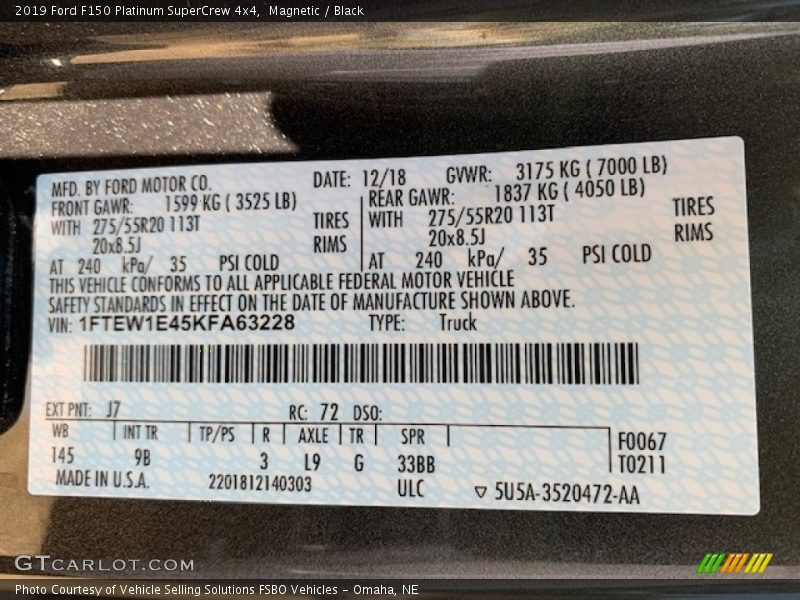 2019 Ford F150 Platinum SuperCrew 4x4, Magnetic / Black
MFD. BY FORD MOTOR CO. DATE: 12/18 GVWR: 3175 KG ( 7000 LB)
FRONT GAWR: 1599 KG ( 3525 LB) REAR GAWR: 1837 KG ( 4050 LB)
WITH 275/55R20 113T TIRES WITH 275/55R20 113T TIRES
20x8.5J RIMS 20x8.5J RIMS
AT 240 kPa/ 35 PSI COLD AT 240 kPa/ 35 PSI COLD
THIS VEHICLE CONFORMS TO ALL APPLICABLE FEDERAL MOTOR VEHICLE
SAFETY STANDARDS IN EFFECT ON THE DATE OF MANUFACTURE SHOWN ABOVE.
VIN: 1FTEW1E45KFA63228 TYPE: Truck
EXT PNT: J7 RC: 72 DSO:
WB INT TR TP/PS R AXLE TR SPR F0067
145 9B 3 L9 G 33BB T0211
MADE IN U.S.A. 2201812140303 ULC ▽ 5U5A-3520472-AA
GTCARLOT.COM
Photo Courtesy of Vehicle Selling Solutions FSBO Vehicles - Omaha, NE